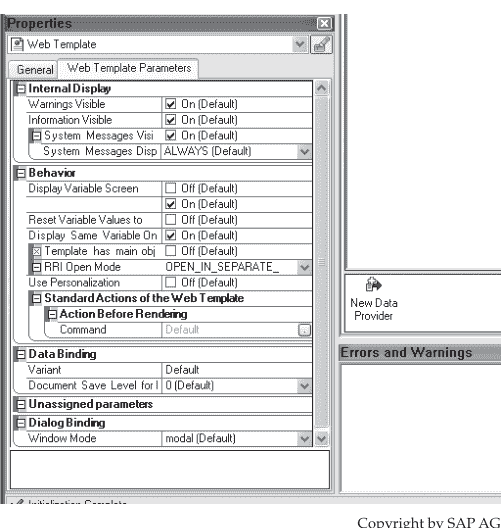 Properties
Web Template
General Web Template Parameters
Internal Display
Warnings Visible On (Default)
Information Visible On (Default)
System Messages Visi On (Default)
System Messages Disp ALWAYS (Default)
Behavior
Display Variable Screen Off (Default)
On (Default)
Reset Variable Values to Off (Default)
Display Same Variable On On (Default)
Template has main obj Off (Default)
RRI Open Mode OPEN_IN_SEPARATE_
Use Personalization Off (Default)
Standard Actions of the Web Template
Action Before Rendering
Command Default
Data Binding
Variant Default
Document Save Level for I 0 (Default)
Unassigned parameters
Dialog Binding
Window Mode modal (Default)
New Data
Provider
Errors and Warnings
Initialization Complete
Copyright by SAP AG